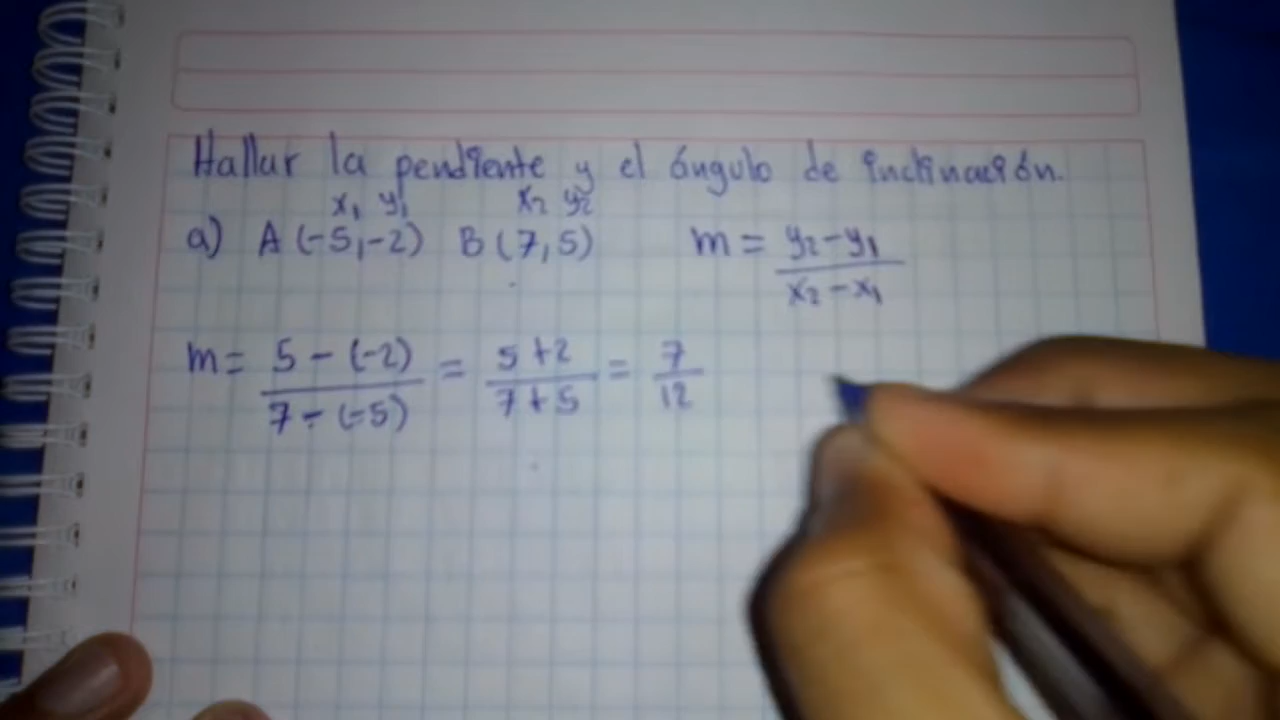 Hallar la pendiente y el ángulo de inclinación.
x₁ y₁ x₂ y₂
a) A (-5,-2) B (7,5) m = y₂-y₁ / x₂-x₁
m = 5-(-2) / 7-(-5) = 5+2 / 7+5 = 7 / 12